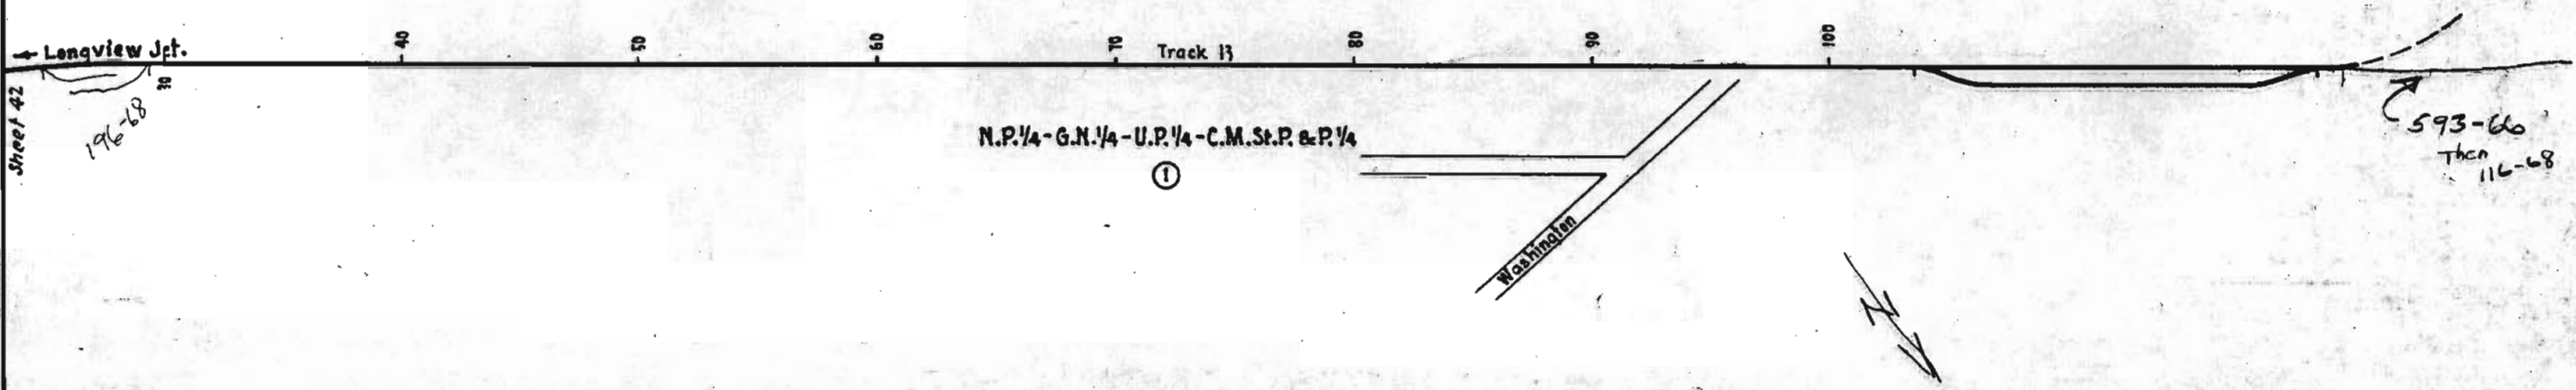 ← Longview Jct.
Sheet 42
196-68
30
40
50
60
70
Track 13
80
90
100
N.P.1/4-G.N.1/4-U.P.1/4-C.M.St.P.&P.1/4
1
Washington
593-66
Then
116-68
N